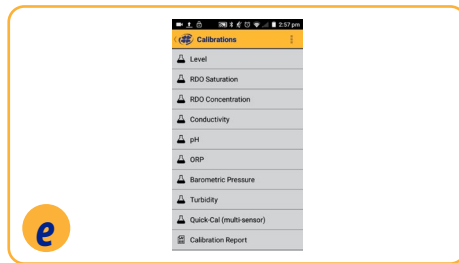 2:57 pm
Calibrations
Level
RDO Saturation
RDO Concentration
Conductivity
pH
ORP
Barometric Pressure
Turbidity
Quick-Cal (multi-sensor)
Calibration Report
e